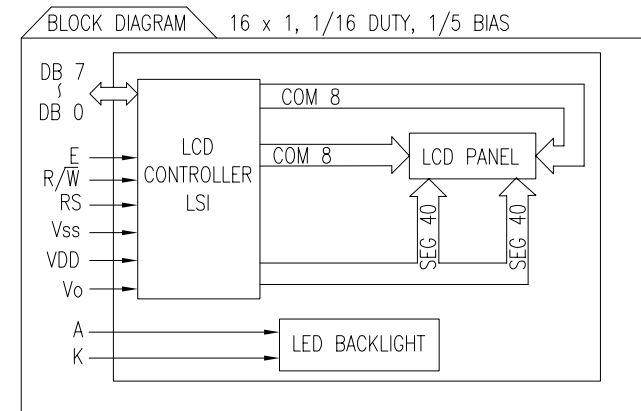 BLOCK DIAGRAM 16 x 1, 1/16 DUTY, 1/5 BIAS
DB 7
~
DB 0
E
R/W̅
RS
Vss
VDD
Vo
A
K
LCD
CONTROLLER
LSI
COM 8
COM 8
LCD PANEL
SEG 40
SEG 40
LED BACKLIGHT